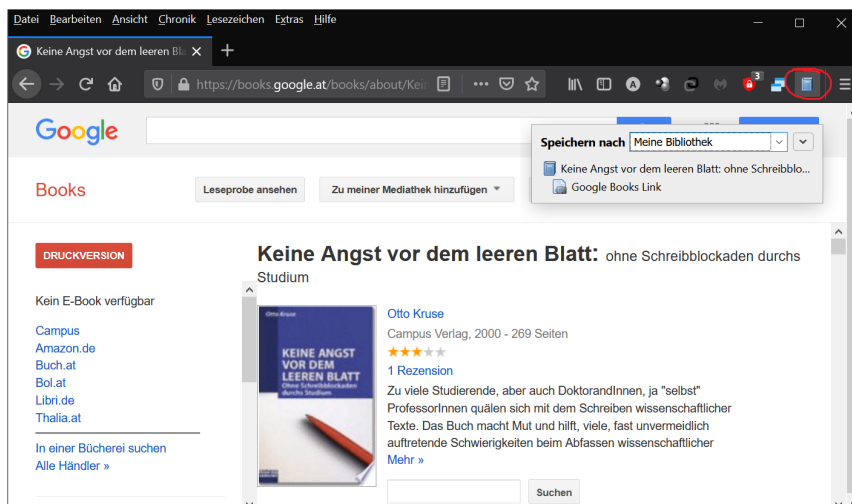 Datei Bearbeiten Ansicht Chronik Lesezeichen Extras Hilfe
Keine Angst vor dem leeren Bla
https://books.google.at/books/about/Kein
3
Google
Speichern nach Meine Bibliothek
Keine Angst vor dem leeren Blatt: ohne Schreibblo...
Google Books Link
Books
Leseprobe ansehen
Zu meiner Mediathek hinzufügen
DRUCKVERSION
Kein E-Book verfügbar
Campus
Amazon.de
Buch.at
Bol.at
Libri.de
Thalia.at
In einer Bücherei suchen
Alle Händler »
Keine Angst vor dem leeren Blatt: ohne Schreibblockaden durchs
Studium
Otto Kruse
KEINE ANGST
VOR DEM
LEEREN BLATT
Ohne Schreibblockaden
durchs Studium
Otto Kruse
Campus Verlag, 2000 - 269 Seiten
1 Rezension
Zu viele Studierende, aber auch DoktorandInnen, ja "selbst"
ProfessorInnen quälen sich mit dem Schreiben wissenschaftlicher
Texte. Das Buch macht Mut und hilft, viele, fast unvermeidlich
auftretende Schwierigkeiten beim Abfassen wissenschaftlicher
Mehr »
Suchen